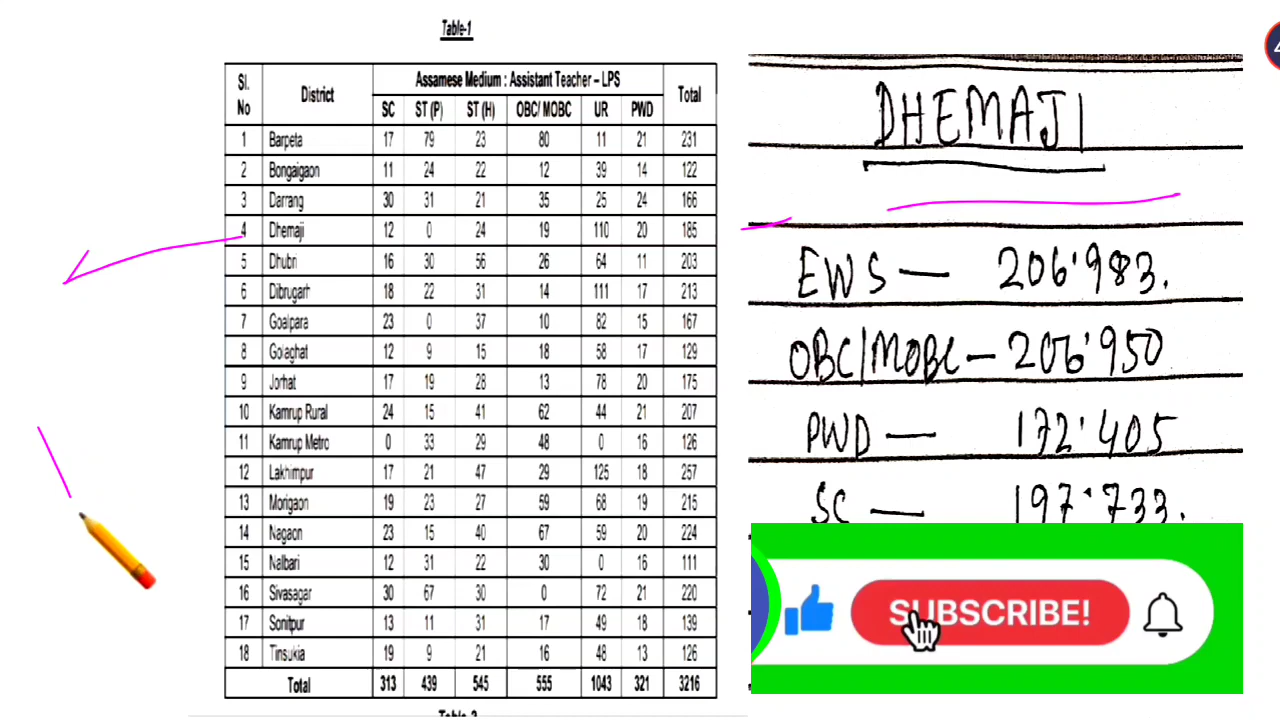 Table-1
Sl. No District Assamese Medium : Assistant Teacher – LPS Total
SC ST (P) ST (H) OBC/ MOBC UR PWD
1 Barpeta 17 79 23 80 11 21 231
2 Bongaigaon 11 24 22 12 39 14 122
3 Darrang 30 31 21 35 25 24 166
4 Dhemaji 12 0 24 19 110 20 185
5 Dhubri 16 30 56 26 64 11 203
6 Dibrugarh 18 22 31 14 111 17 213
7 Goalpara 23 0 37 10 82 15 167
8 Golaghat 12 9 15 18 58 17 129
9 Jorhat 17 19 28 13 78 20 175
10 Kamrup Rural 24 15 41 62 44 21 207
11 Kamrup Metro 0 33 29 48 0 16 126
12 Lakhimpur 17 21 47 29 125 18 257
13 Morigaon 19 23 27 59 68 19 215
14 Nagaon 23 15 40 67 59 20 224
15 Nalbari 12 31 22 30 0 16 111
16 Sivasagar 30 67 30 0 72 21 220
17 Sonitpur 13 11 31 17 49 18 139
18 Tinsukia 19 9 21 16 48 13 126
Total 313 439 545 555 1043 321 3216
DHEMAJI
EWS — 206.983.
OBC/MOBC – 206.950
PWD — 172.405
SC — 197.733.
SUBSCRIBE!